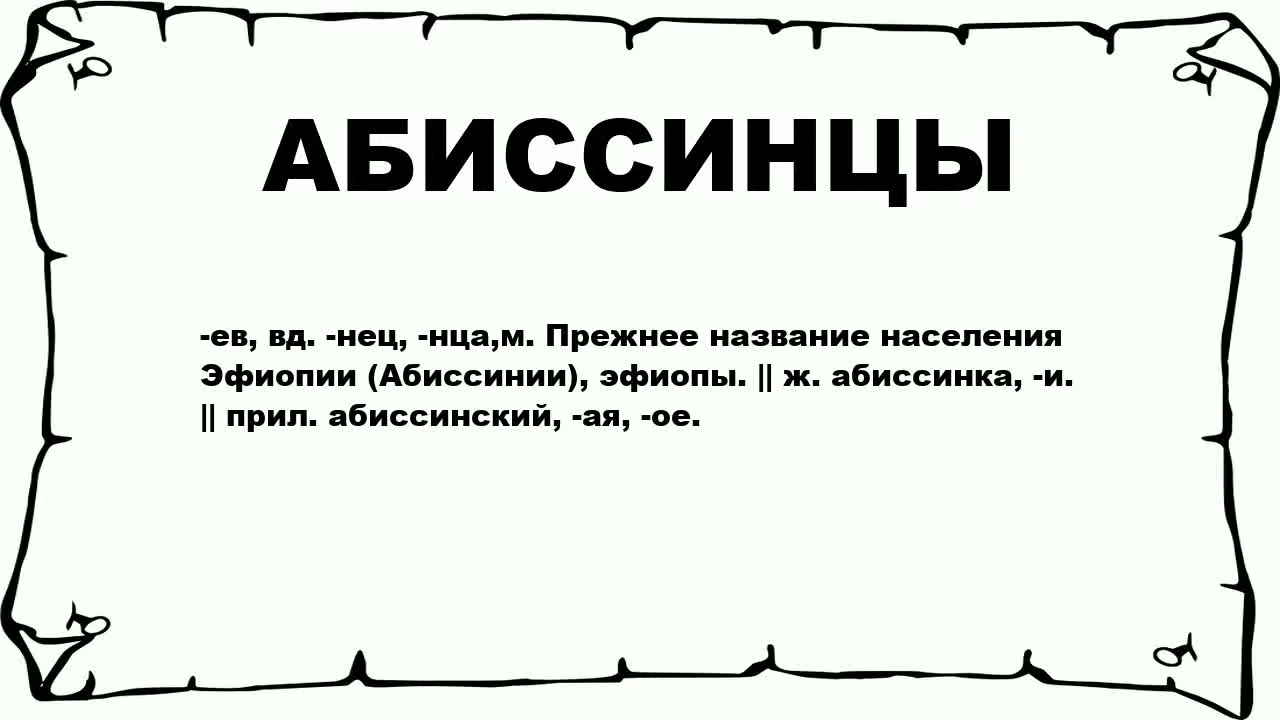 АБИССИНЦЫ
-ев, вд. -нец, -нца,м. Прежнее название населения
Эфиопии (Абиссинии), эфиопы. || ж. абиссинка, -и.
|| прил. абиссинский, -ая, -ое.